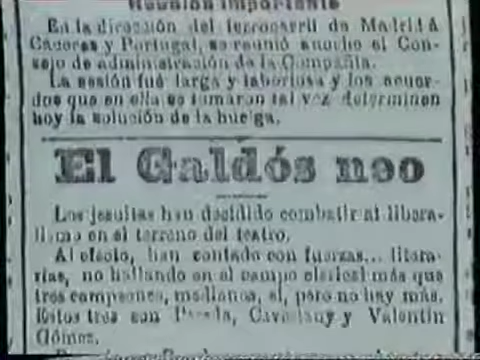 Reunión importante
En la dirección del ferrocarril de Madrid á
Cáceres y Portugal, se reunió anoche el Con-
sejo de administración de la Compañía.
La sesión fué larga y laboriosa y los acuer-
dos que en ella se tomaron tal vez determinen
hoy la solución de la huelga.
El Galdós neo
Los jesuitas han decidido combatir al libera-
lismo en el terreno del teatro.
Al efecto, han contado con fuerzas... litera-
rias, no hallando en el campo clerical más que
tres campeones, medianos, sí, pero no hay más.
Estos tres son Pereda, Cavestany y Valentín
Gómez.